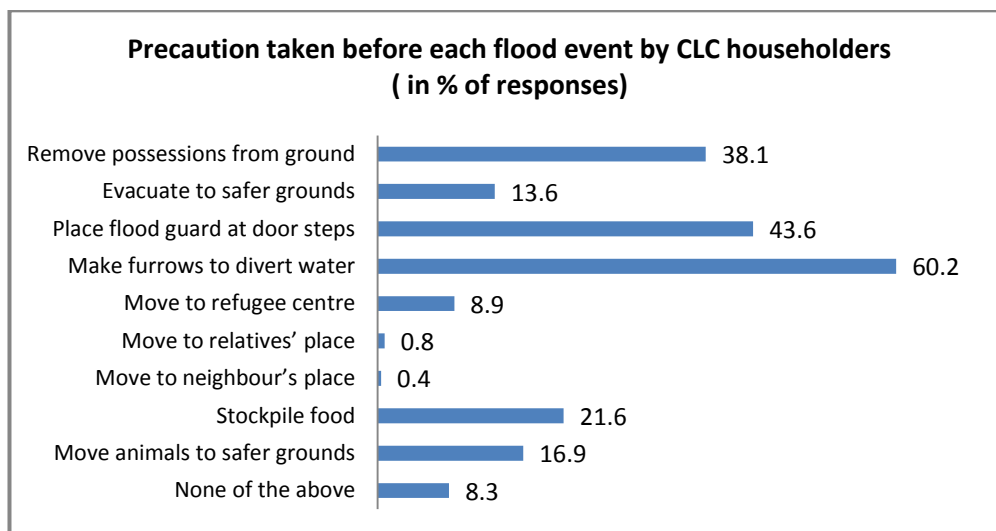 Precaution taken before each flood event by CLC householders
( in % of responses)
Remove possessions from ground 38.1
Evacuate to safer grounds 13.6
Place flood guard at door steps 43.6
Make furrows to divert water 60.2
Move to refugee centre 8.9
Move to relatives’ place 0.8
Move to neighbour’s place 0.4
Stockpile food 21.6
Move animals to safer grounds 16.9
None of the above 8.3